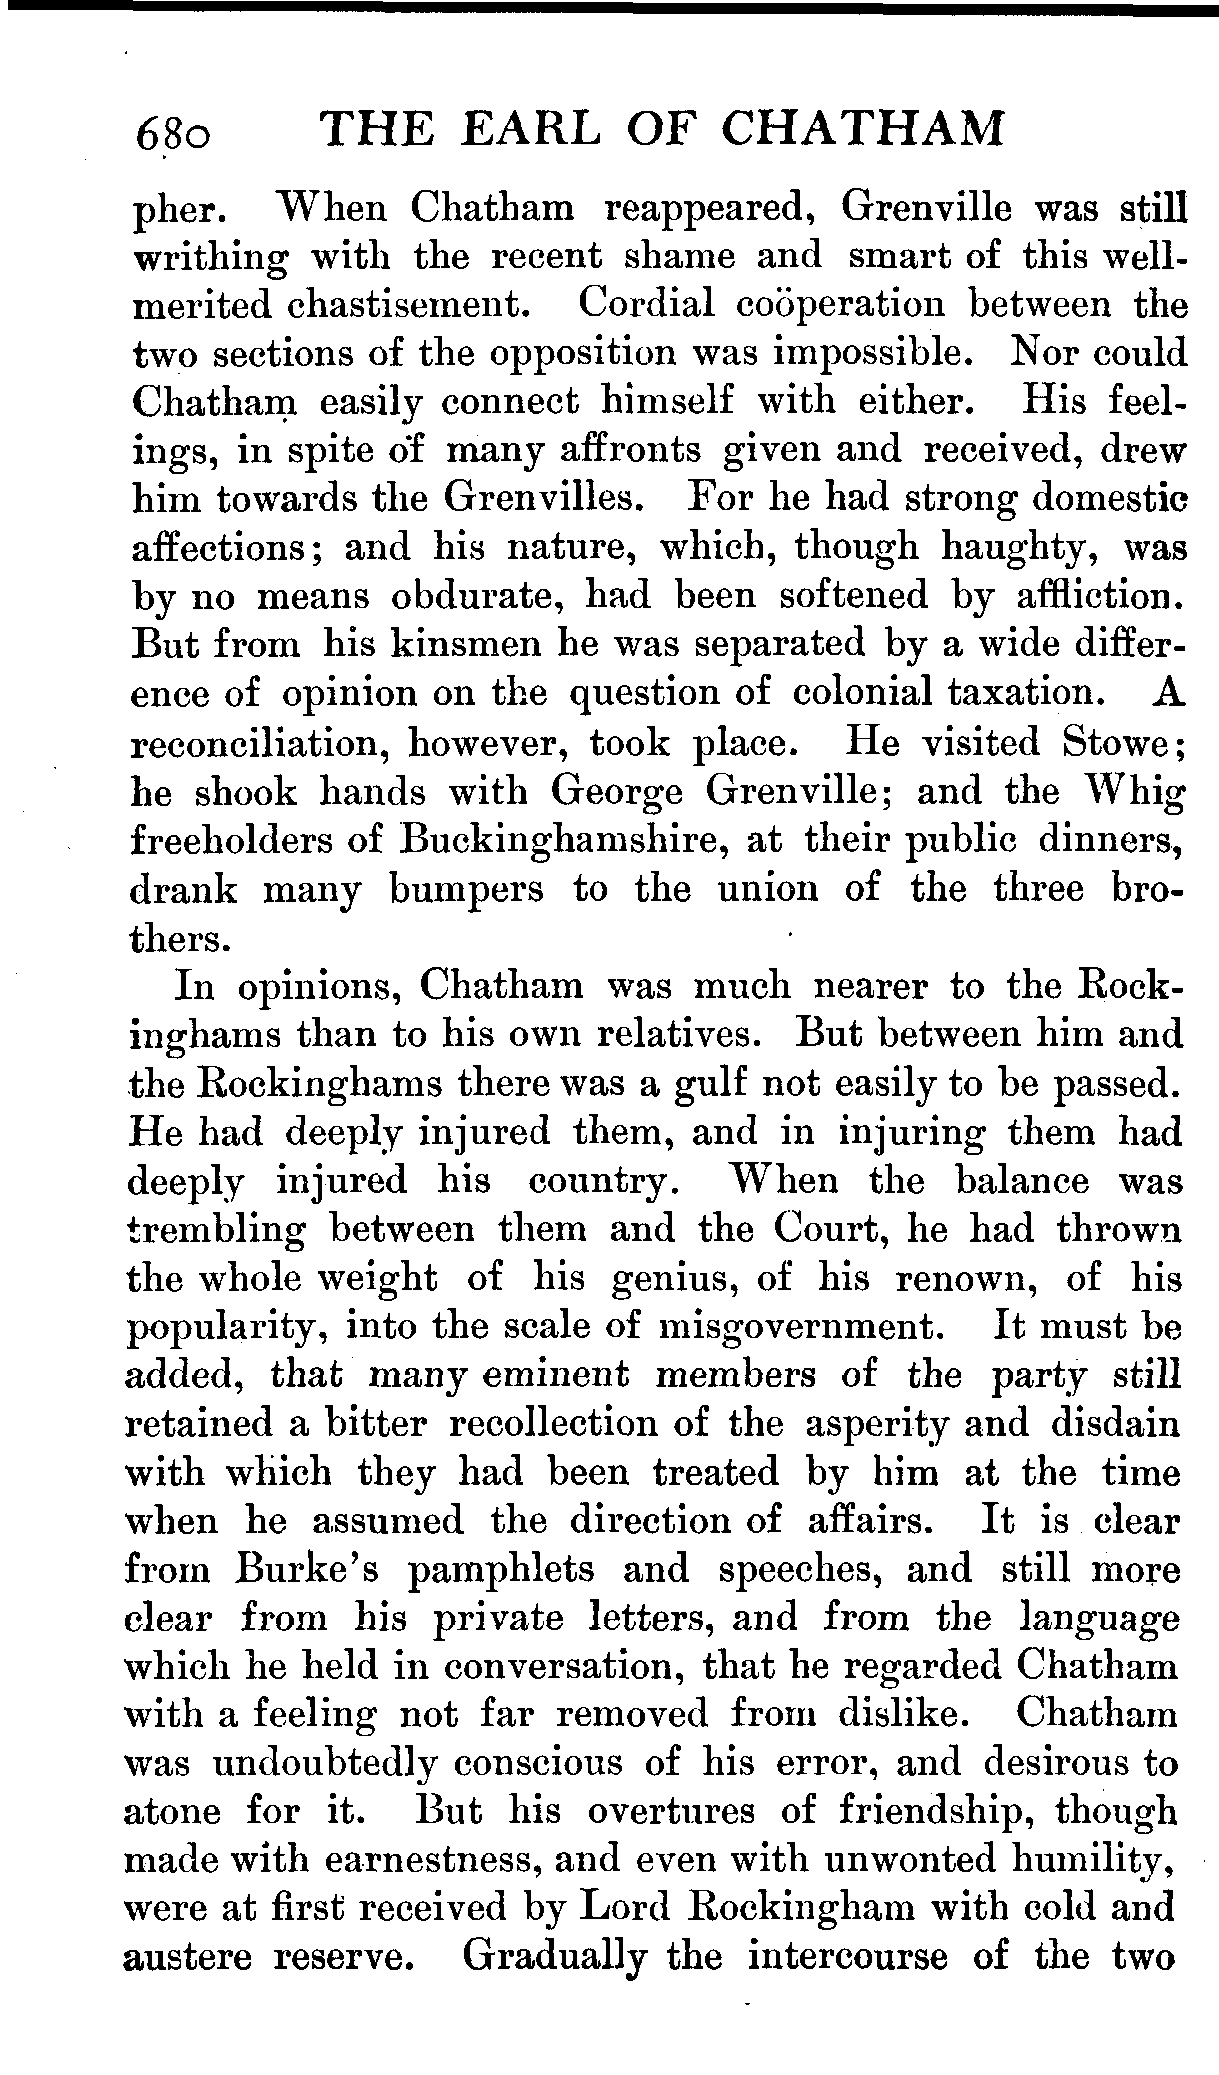 680 THE EARL OF CHATHAM
pher. When Chatham reappeared, Grenville was still
writhing with the recent shame and smart of this well-
merited chastisement. Cordial coöperation between the
two sections of the opposition was impossible. Nor could
Chatham easily connect himself with either. His feel-
ings, in spite of many affronts given and received, drew
him towards the Grenvilles. For he had strong domestic
affections; and his nature, which, though haughty, was
by no means obdurate, had been softened by affliction.
But from his kinsmen he was separated by a wide differ-
ence of opinion on the question of colonial taxation. A
reconciliation, however, took place. He visited Stowe;
he shook hands with George Grenville; and the Whig
freeholders of Buckinghamshire, at their public dinners,
drank many bumpers to the union of the three bro-
thers.
In opinions, Chatham was much nearer to the Rock-
inghams than to his own relatives. But between him and
the Rockinghams there was a gulf not easily to be passed.
He had deeply injured them, and in injuring them had
deeply injured his country. When the balance was
trembling between them and the Court, he had thrown
the whole weight of his genius, of his renown, of his
popularity, into the scale of misgovernment. It must be
added, that many eminent members of the party still
retained a bitter recollection of the asperity and disdain
with which they had been treated by him at the time
when he assumed the direction of affairs. It is clear
from Burke's pamphlets and speeches, and still more
clear from his private letters, and from the language
which he held in conversation, that he regarded Chatham
with a feeling not far removed from dislike. Chatham
was undoubtedly conscious of his error, and desirous to
atone for it. But his overtures of friendship, though
made with earnestness, and even with unwonted humility,
were at first received by Lord Rockingham with cold and
austere reserve. Gradually the intercourse of the two